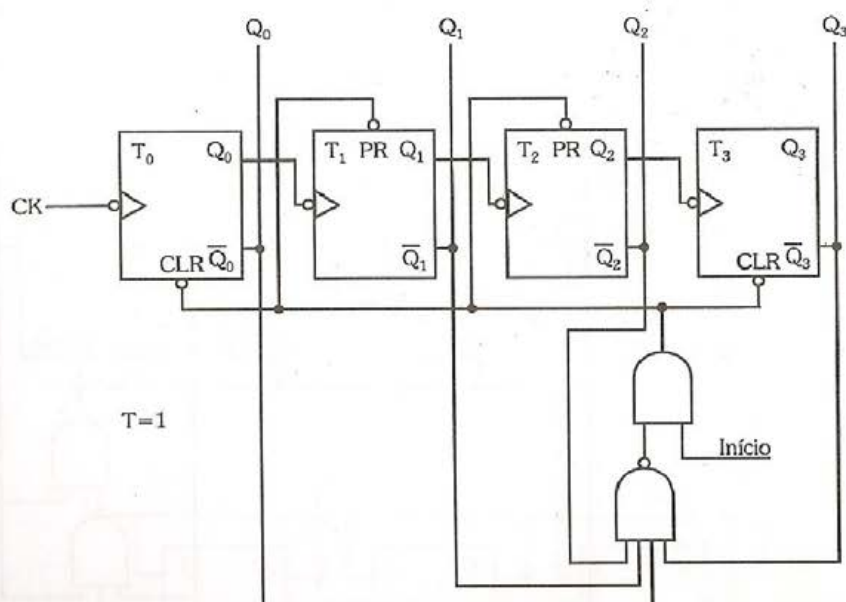 Q₀ Q₁ Q₂ Q₃
T₀ Q₀ T₁ PR Q₁ T₂ PR Q₂ T₃ Q₃
CK
CLR Q̅₀ Q̅₁ Q̅₂ CLR Q̅₃
T=1
Início